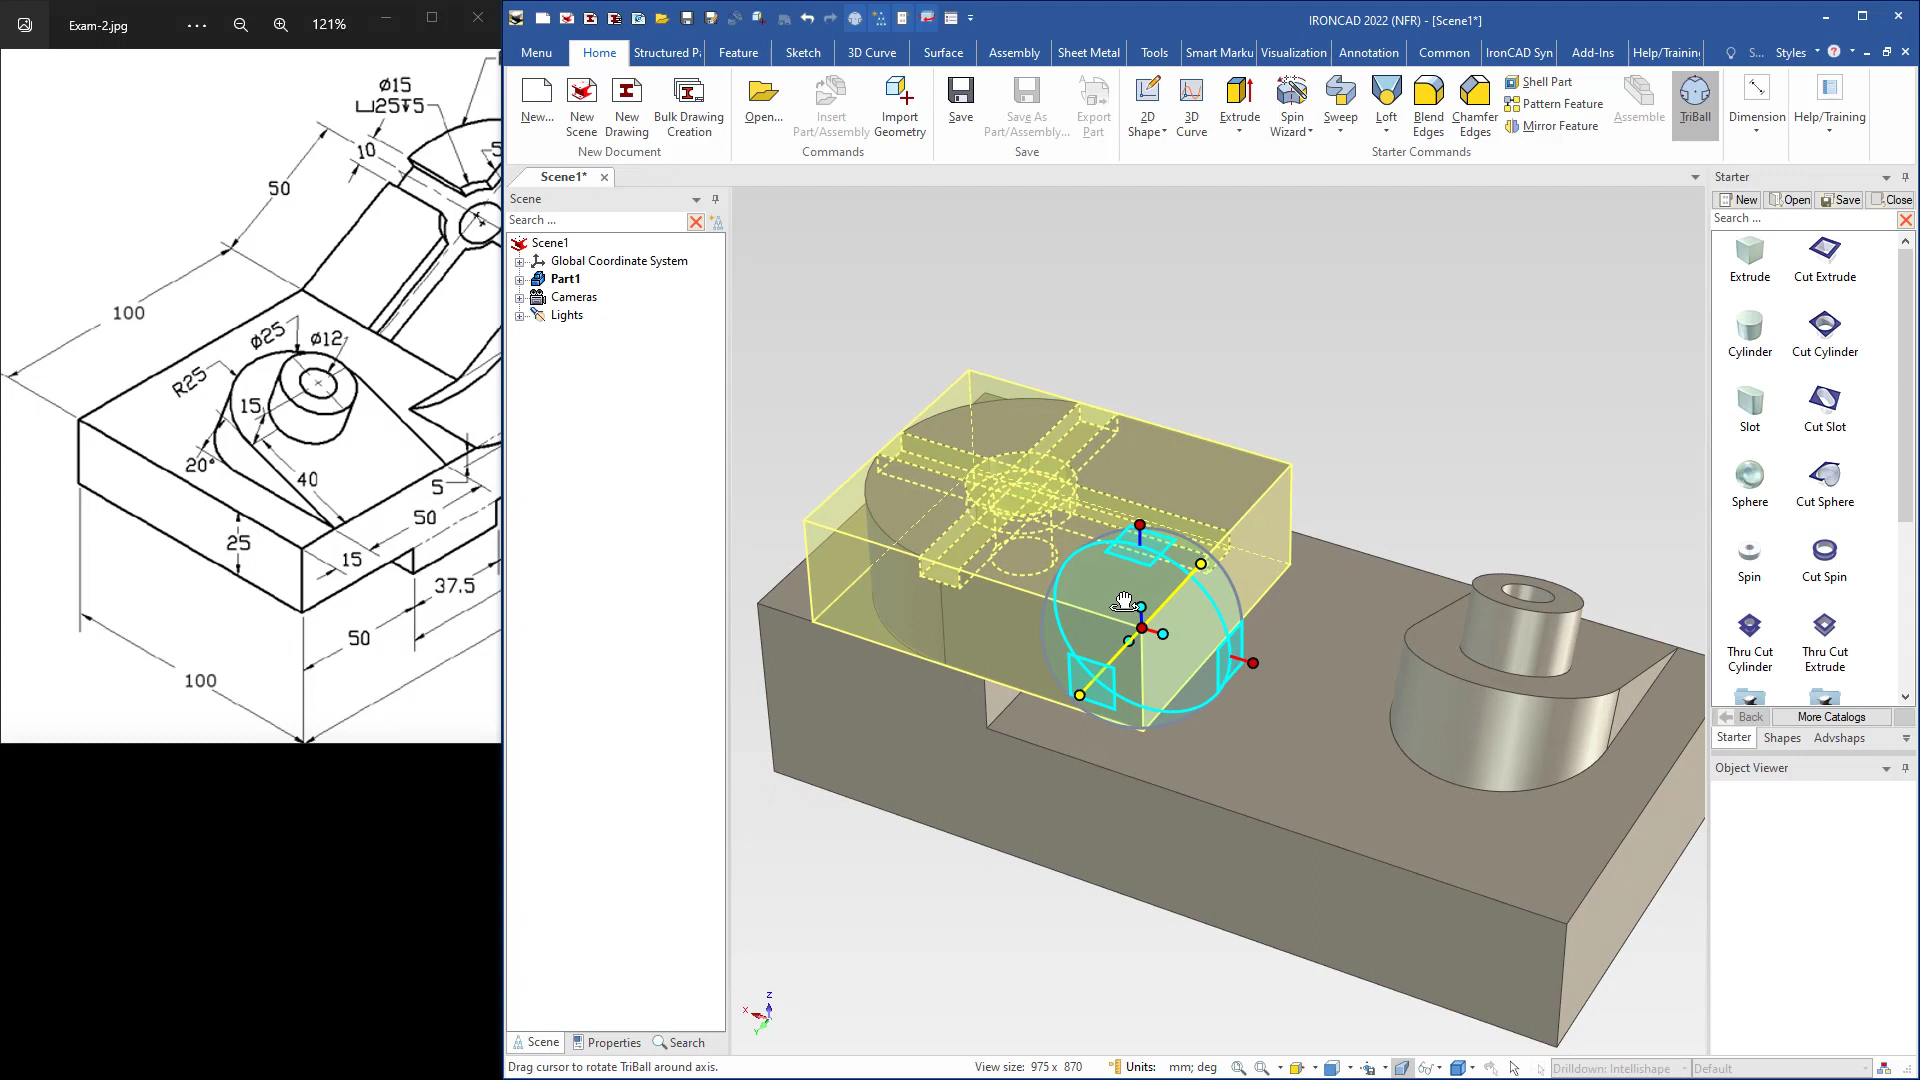 Exam-2.jpg
121%
IRONCAD 2022 (NFR) - [Scene1*]
Menu
Home
Structured Pa
Feature
Sketch
3D Curve
Surface
Assembly
Sheet Metal
Tools
Smart Marku
Visualization
Annotation
Common
IronCAD Syn
Add-Ins
Help/Training
S...
Styles
New...
New Scene
New Drawing
Bulk Drawing Creation
Open...
Insert Part/Assembly
Import Geometry
Save
Save As Part/Assembly...
Export Part
2D Shape
3D Curve
Extrude
Spin Wizard
Sweep
Loft
Blend Edges
Chamfer Edges
Shell Part
Pattern Feature
Mirror Feature
Assemble
TriBall
Dimension
Help/Training
New Document
Commands
Save
Starter Commands
Scene1*
Scene
Search ...
Scene1
Global Coordinate System
Part1
Cameras
Lights
Scene
Properties
Search
Ø15
⌴25↧5
10
50
100
Ø25
Ø12
R25
15
20°
40
5
50
25
15
37.5
50
100
Z
X
Y
Starter
New
Open
Save
Close
Search ...
Extrude
Cut Extrude
Cylinder
Cut Cylinder
Slot
Cut Slot
Sphere
Cut Sphere
Spin
Cut Spin
Thru Cut Cylinder
Thru Cut Extrude
Back
More Catalogs
Starter
Shapes
Advshaps
Object Viewer
Drag cursor to rotate TriBall around axis.
View size: 975 x 870
Units:
mm; deg
Drilldown: Intellishape
Default